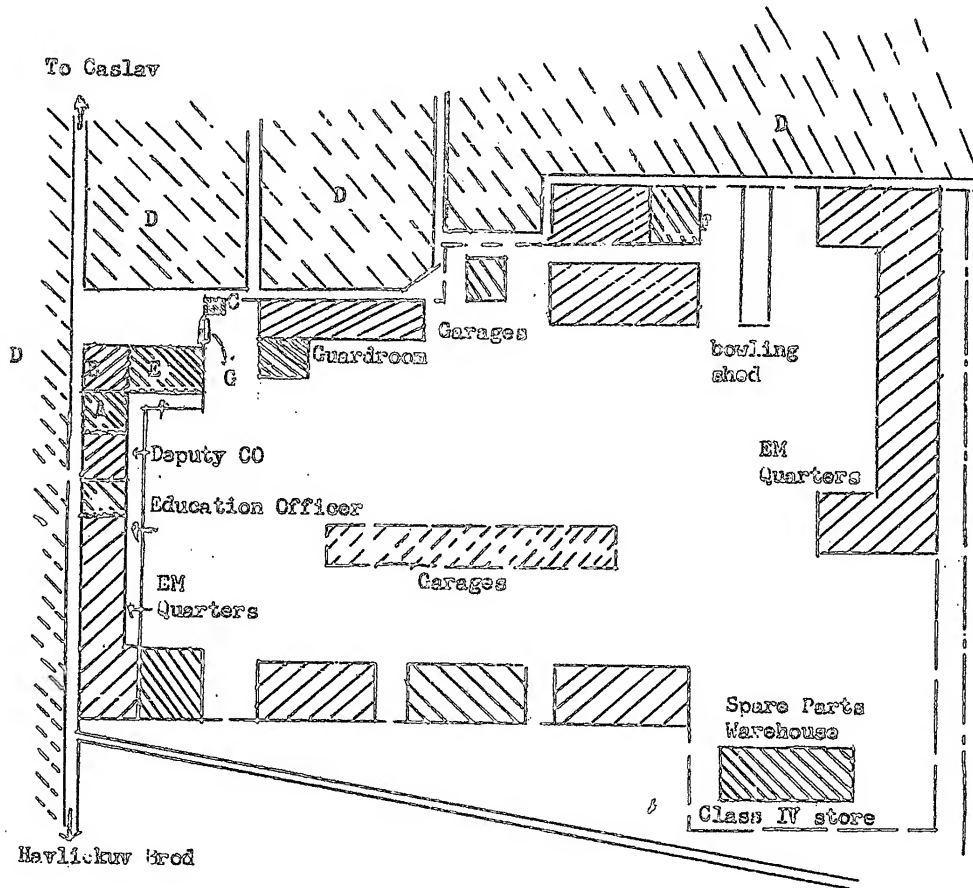 To Caslav
D
D
D
D
C
Garages
Guardroom
bowling
shed
G
E
A
Deputy CO
EM
Quarters
Education Officer
Garages
EM
Quarters
Spare Parts
Warehouse
Class IV store
Havlickuv Brod